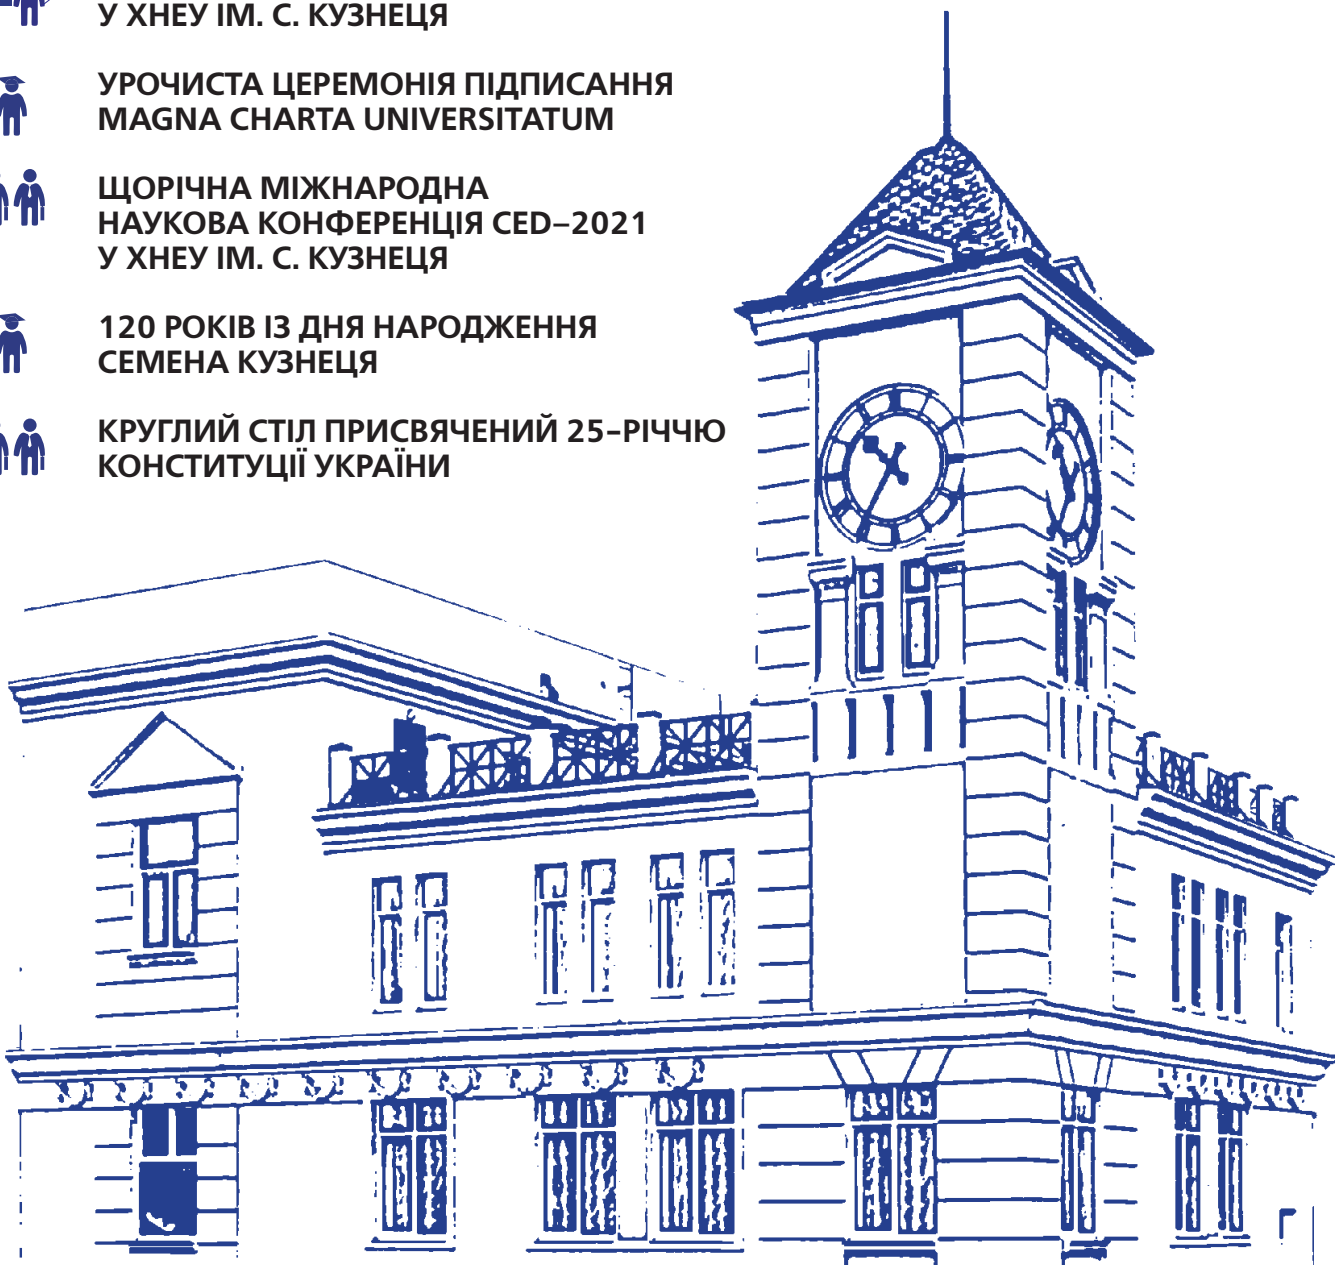 У ХНЕУ ІМ. С. КУЗНЕЦЯ
УРОЧИСТА ЦЕРЕМОНІЯ ПІДПИСАННЯ
MAGNA CHARTA UNIVERSITATUM
ЩОРІЧНА МІЖНАРОДНА
НАУКОВА КОНФЕРЕНЦІЯ CED–2021
У ХНЕУ ІМ. С. КУЗНЕЦЯ
120 РОКІВ ІЗ ДНЯ НАРОДЖЕННЯ
СЕМЕНА КУЗНЕЦЯ
КРУГЛИЙ СТІЛ ПРИСВЯЧЕНИЙ 25–РІЧЧЮ
КОНСТИТУЦІЇ УКРАЇНИ